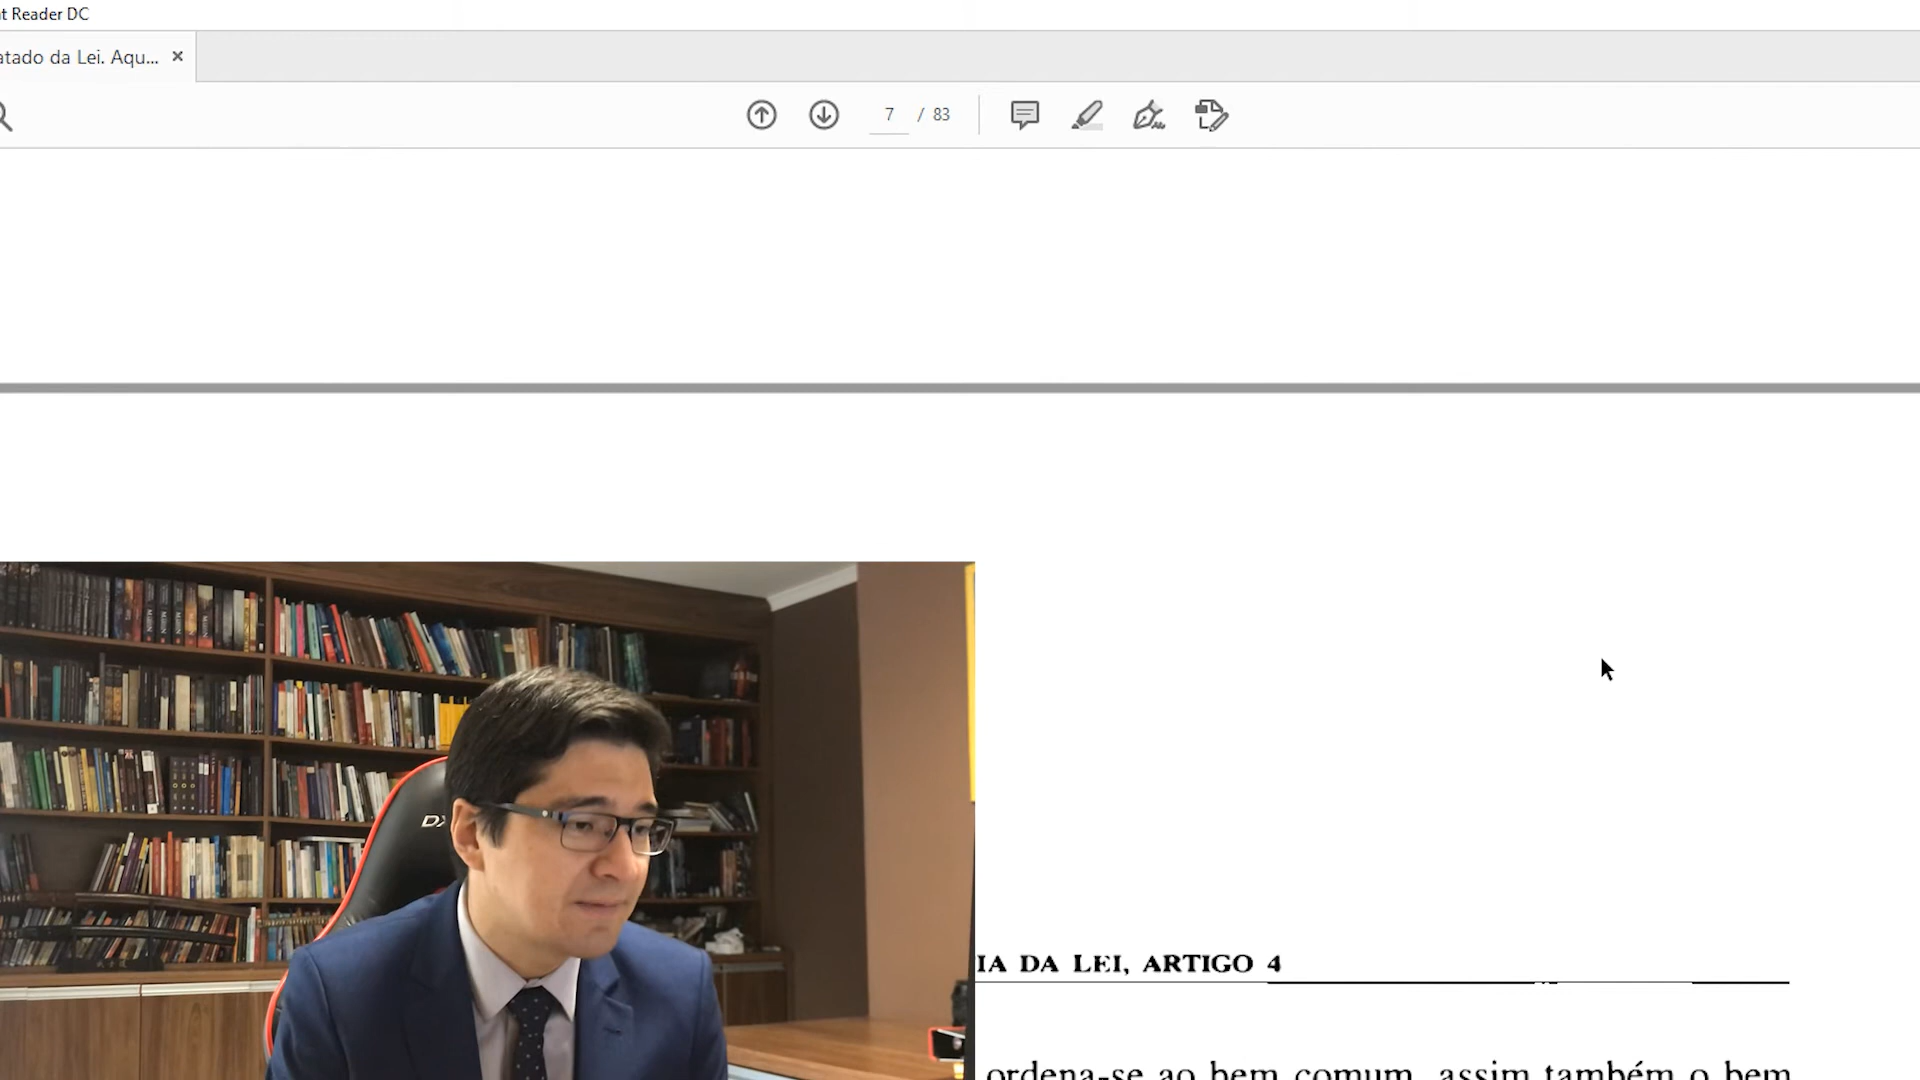 t Reader DC
atado da Lei. Aqu...
7 / 83
DX
IA DA LEI, ARTIGO 4
ordena-se ao bem comum, assim também o bem